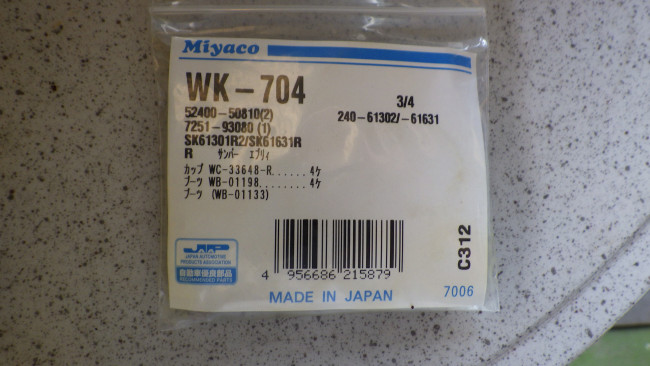 Miyaco
WK-704
3/4
52400-50810(2)
240-61302/-61631
7251-93080 (1)
SK61301R2/SK61631R
R ｻﾝﾊﾞｰ ｴﾌﾞﾘｨ
ｶｯﾌﾟ WC-33648-R......4ｹ
ﾌﾞｰﾂ WB-01198........4ｹ
ﾌﾞｰﾂ (WB-01133)
C312
JAPAN AUTOMOTIVE
PRODUCTS ASSOCIATION
自動車優良部品
RECOMMENDED PARTS
4 956686 215879
MADE IN JAPAN
7006